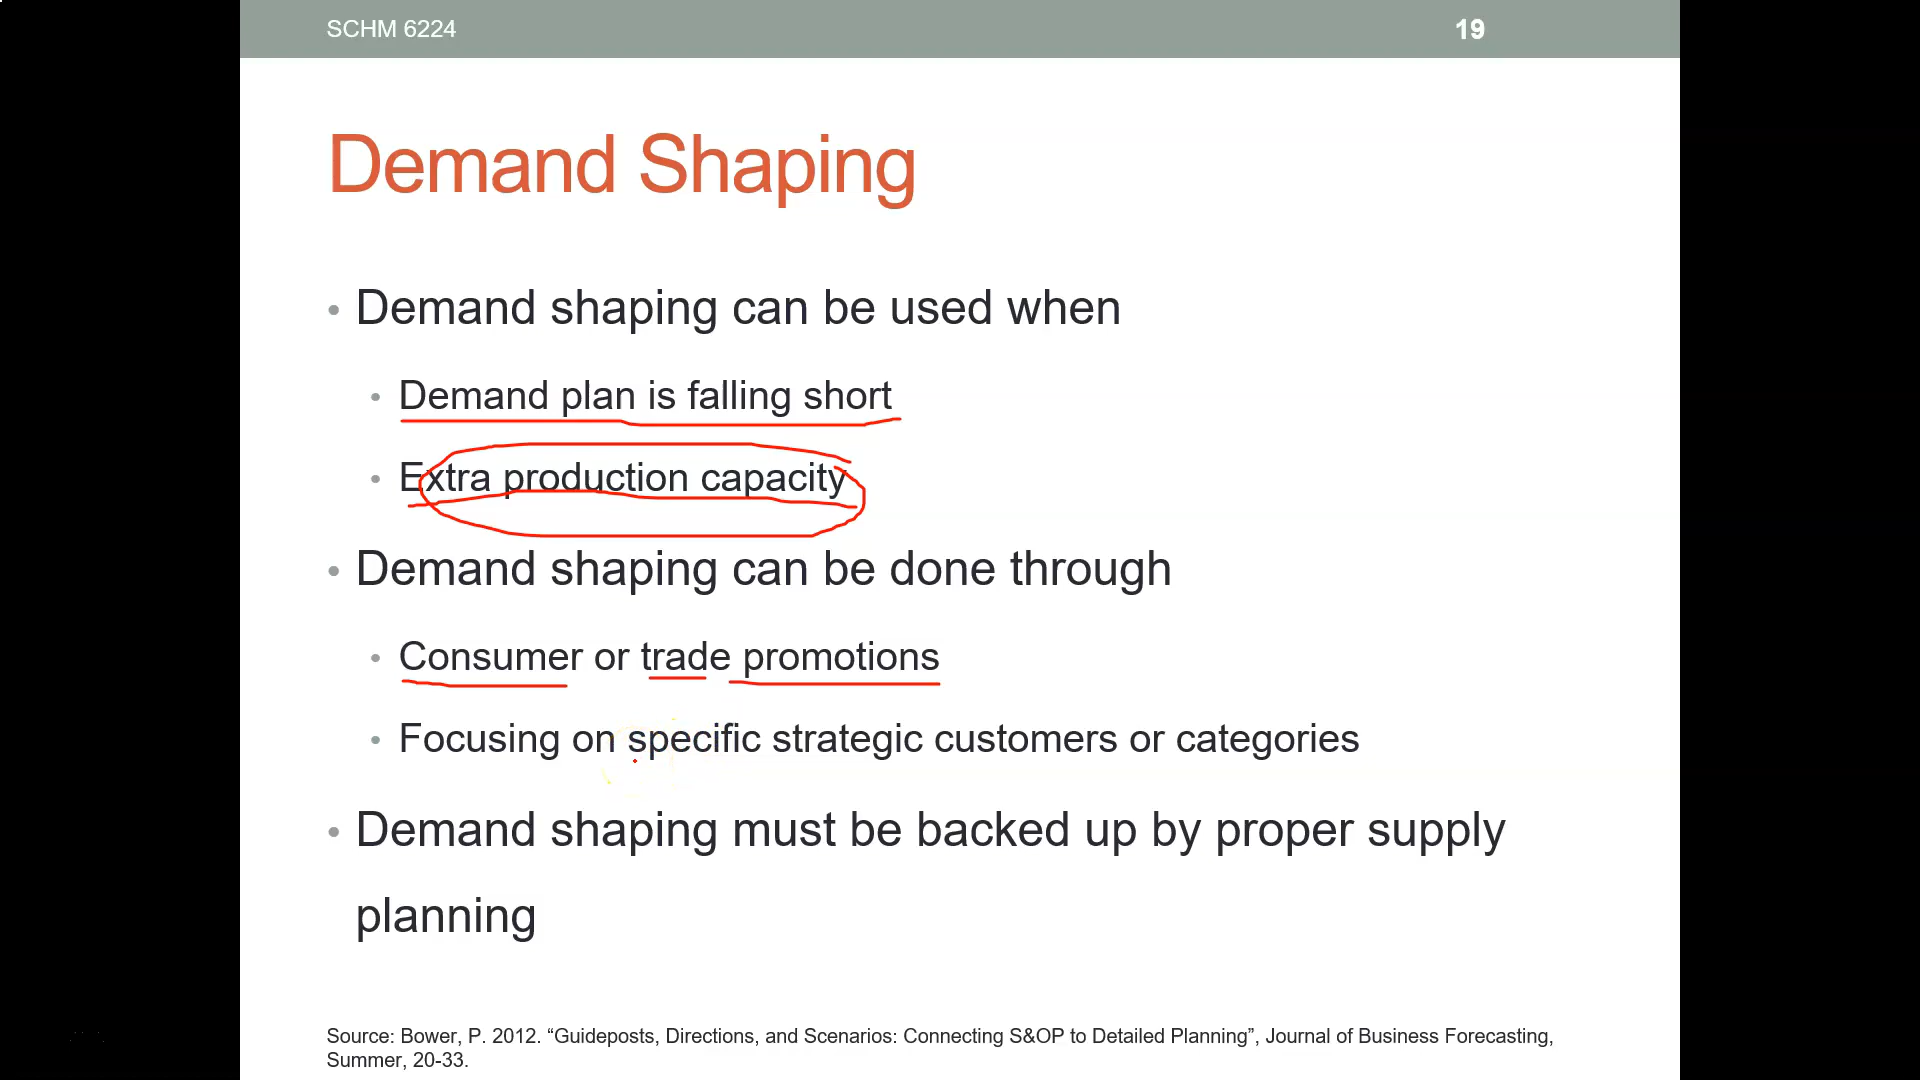 SCHM 6224
19
Demand Shaping
• Demand shaping can be used when
• Demand plan is falling short
• Extra production capacity
• Demand shaping can be done through
• Consumer or trade promotions
• Focusing on specific strategic customers or categories
• Demand shaping must be backed up by proper supply
planning
Source: Bower, P. 2012. “Guideposts, Directions, and Scenarios: Connecting S&OP to Detailed Planning”, Journal of Business Forecasting,
Summer, 20-33.